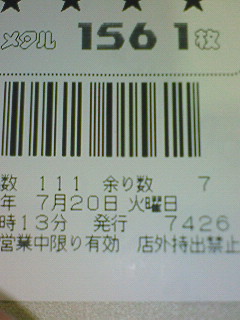 ★ ★ ★ ★
メタル 1561枚
数 111 余り数 7
年 7月20日 火曜日
時13分 発行 7426
営業中限り有効 店外持出禁止